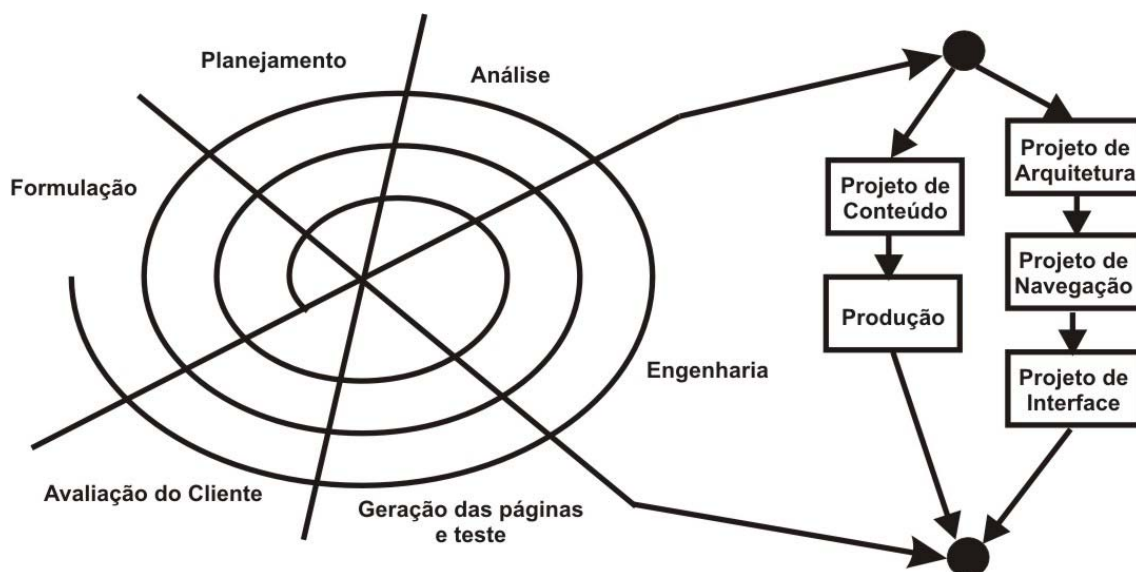 Planejamento
Análise
Formulação
Engenharia
Avaliação do Cliente
Geração das páginas
e teste
Projeto de
Conteúdo
Produção
Projeto de
Arquitetura
Projeto de
Navegação
Projeto de
Interface